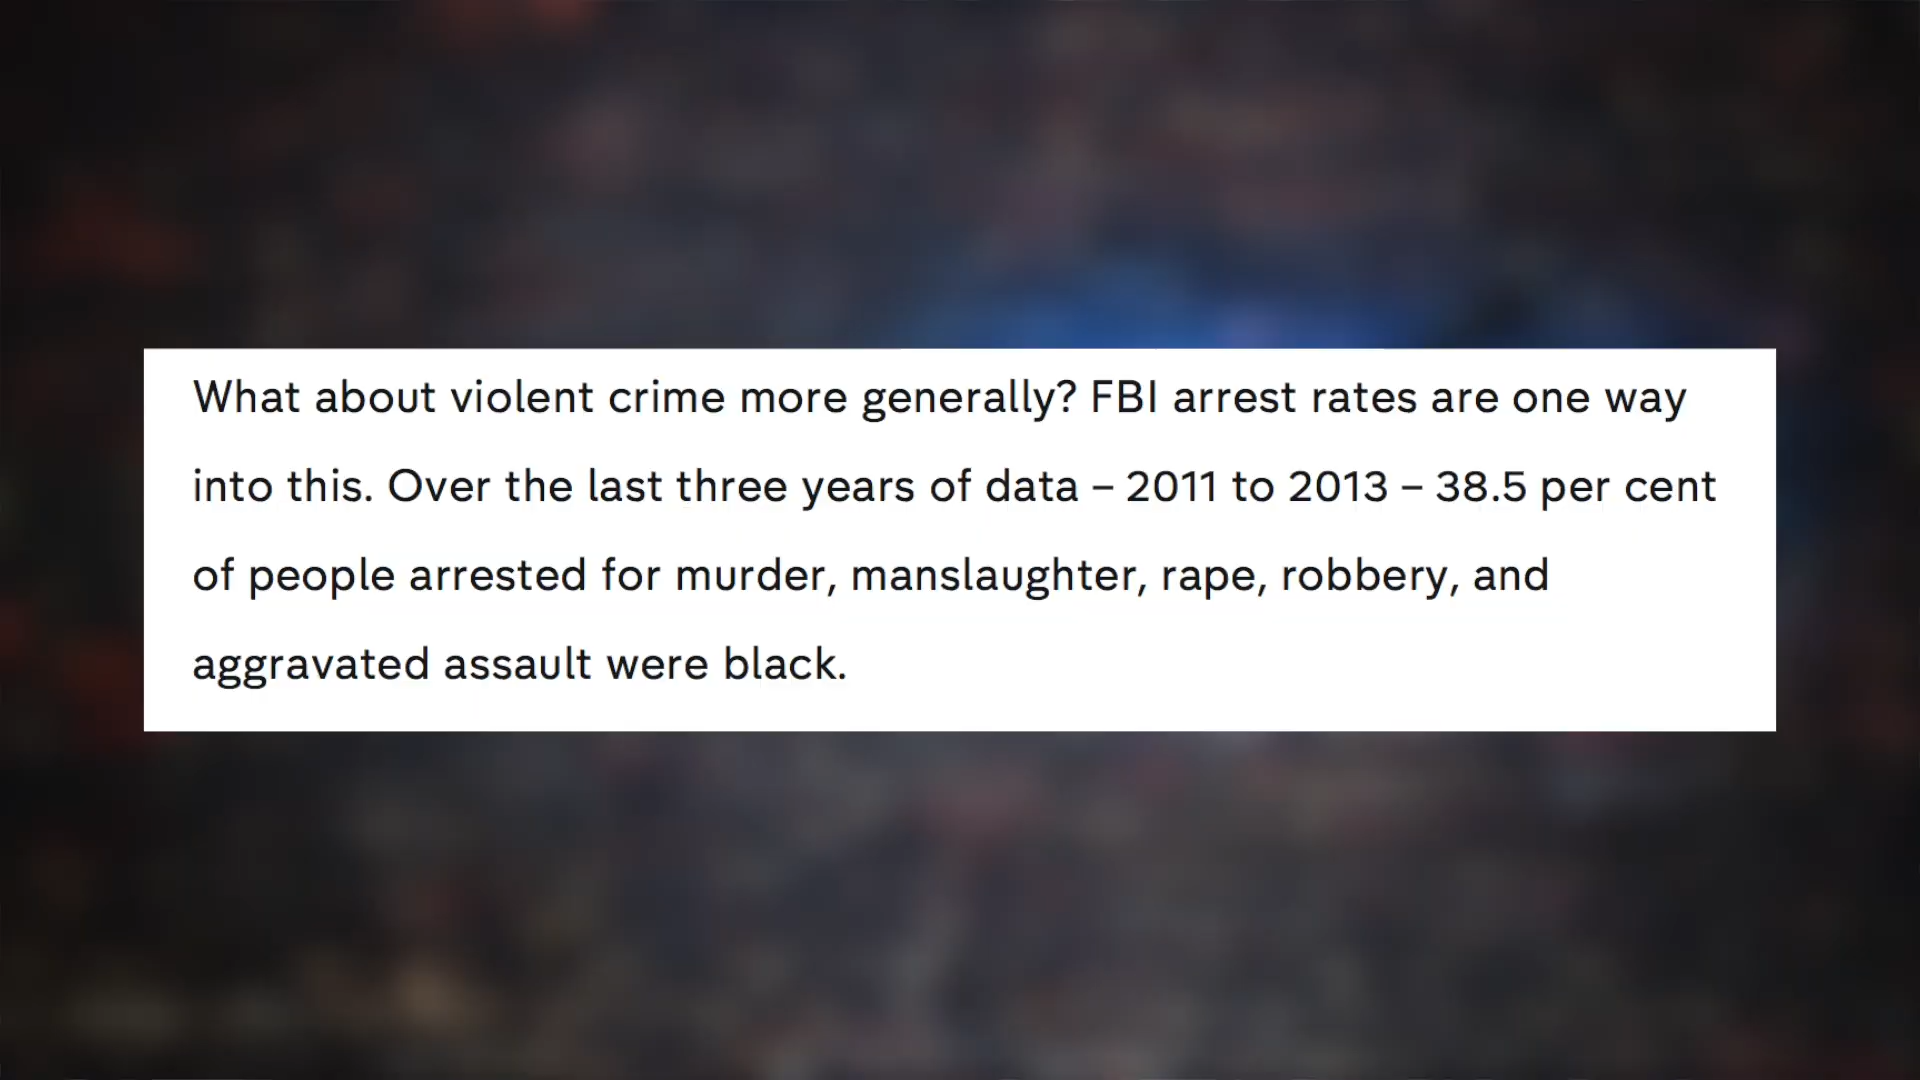 What about violent crime more generally? FBI arrest rates are one way
into this. Over the last three years of data – 2011 to 2013 – 38.5 per cent
of people arrested for murder, manslaughter, rape, robbery, and
aggravated assault were black.